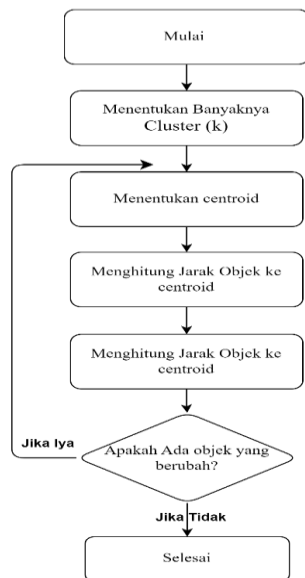 Mulai
Menentukan Banyaknya
Cluster (k)
Menentukan centroid
Menghitung Jarak Objek ke
centroid
Menghitung Jarak Objek ke
centroid
Apakah Ada objek yang
berubah?
Jika Iya
Jika Tidak
Selesai